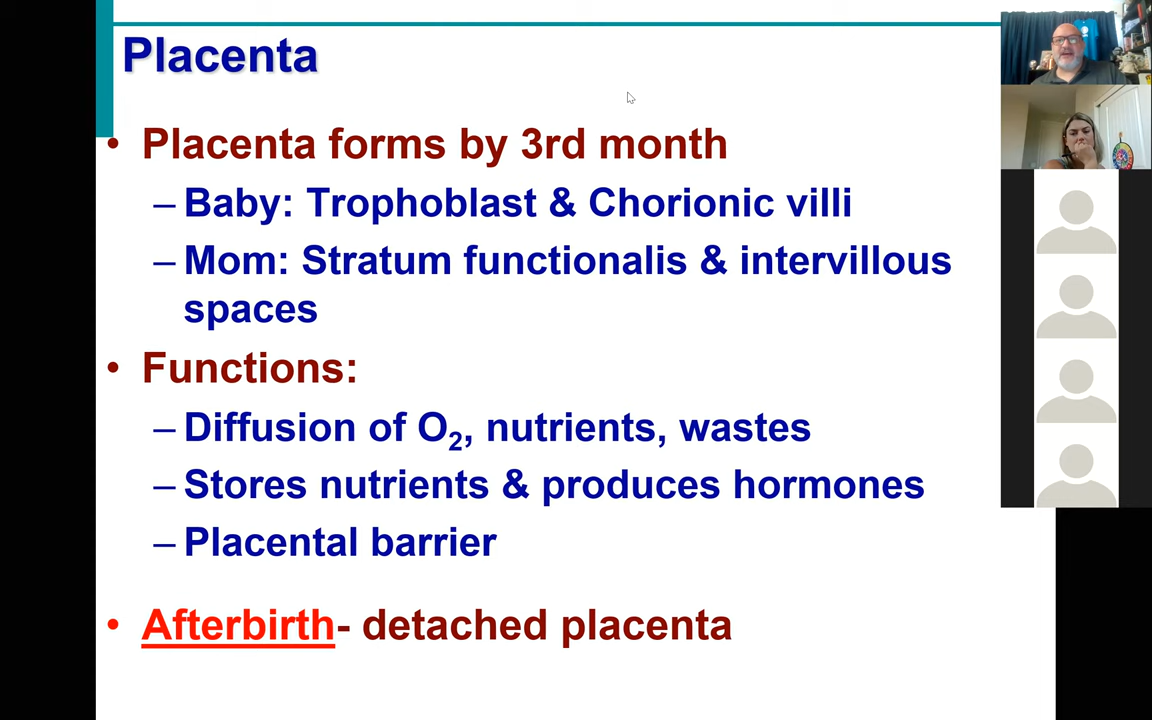 Placenta
• Placenta forms by 3rd month
– Baby: Trophoblast & Chorionic villi
– Mom: Stratum functionalis & intervillous
spaces
• Functions:
– Diffusion of O₂, nutrients, wastes
– Stores nutrients & produces hormones
– Placental barrier
• Afterbirth- detached placenta